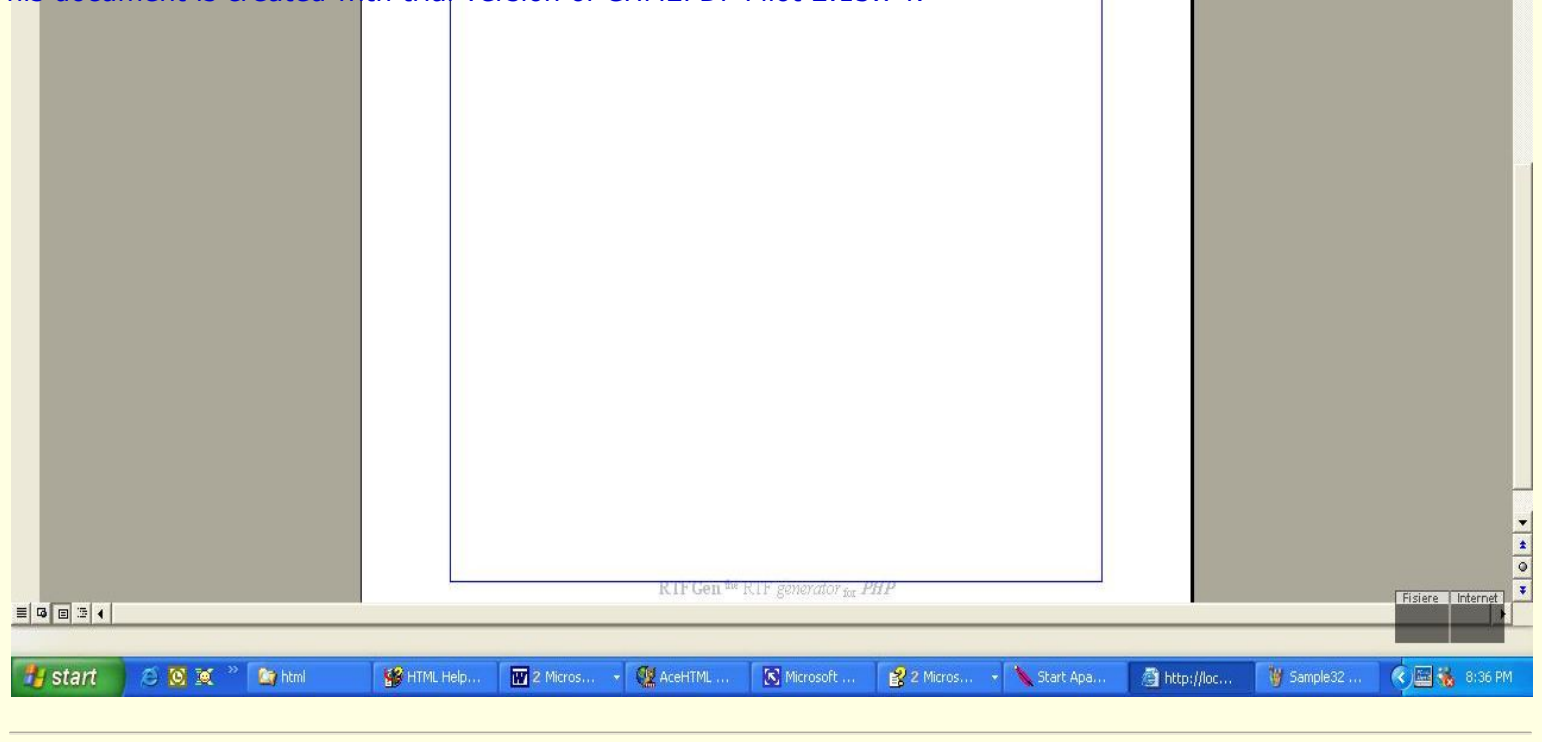 RTFGen the RTF generator for PHP
Fisiere Internet
start » html HTML Help... 2 Micros... AceHTML ... Microsoft ... 2 Micros... Start Apa... http://loc... Sample32 ... 8:36 PM